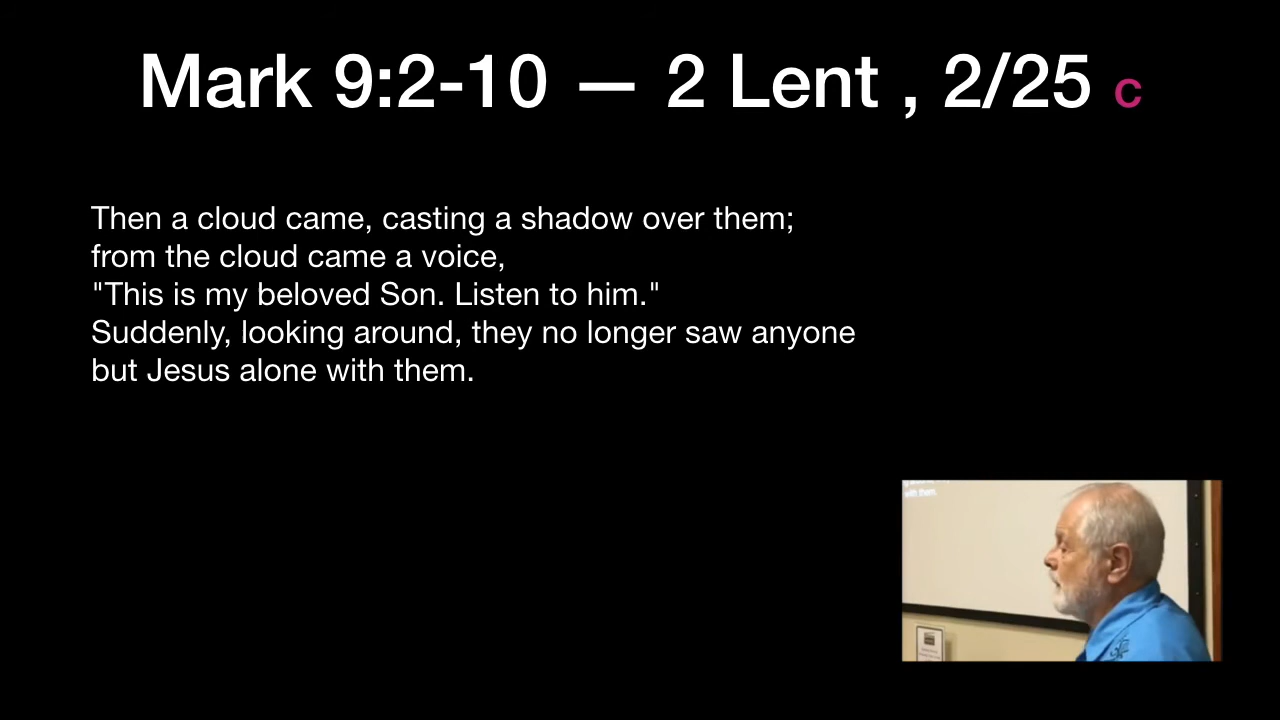 Mark 9:2-10 — 2 Lent , 2/25 c
Then a cloud came, casting a shadow over them;
from the cloud came a voice,
"This is my beloved Son. Listen to him."
Suddenly, looking around, they no longer saw anyone
but Jesus alone with them.
with them.